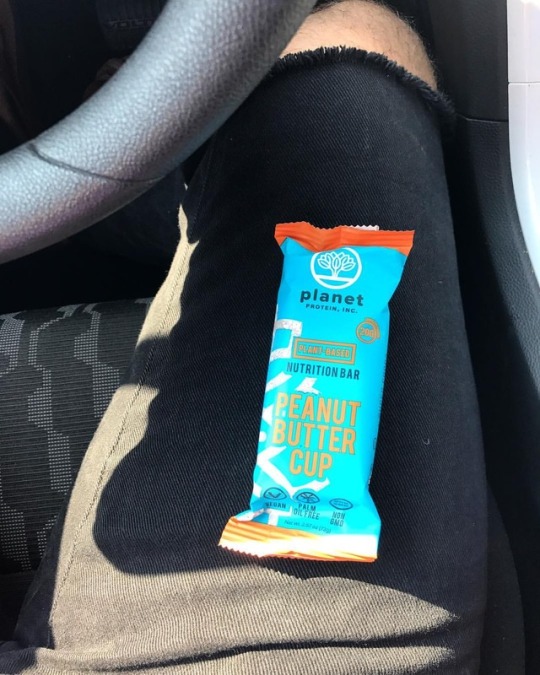 planet
PROTEIN, INC.
PLANT-BASED
NUTRITION BAR
PEANUT
BUTTER
CUP
VEGAN
PALM
OIL FREE
NON
GMO